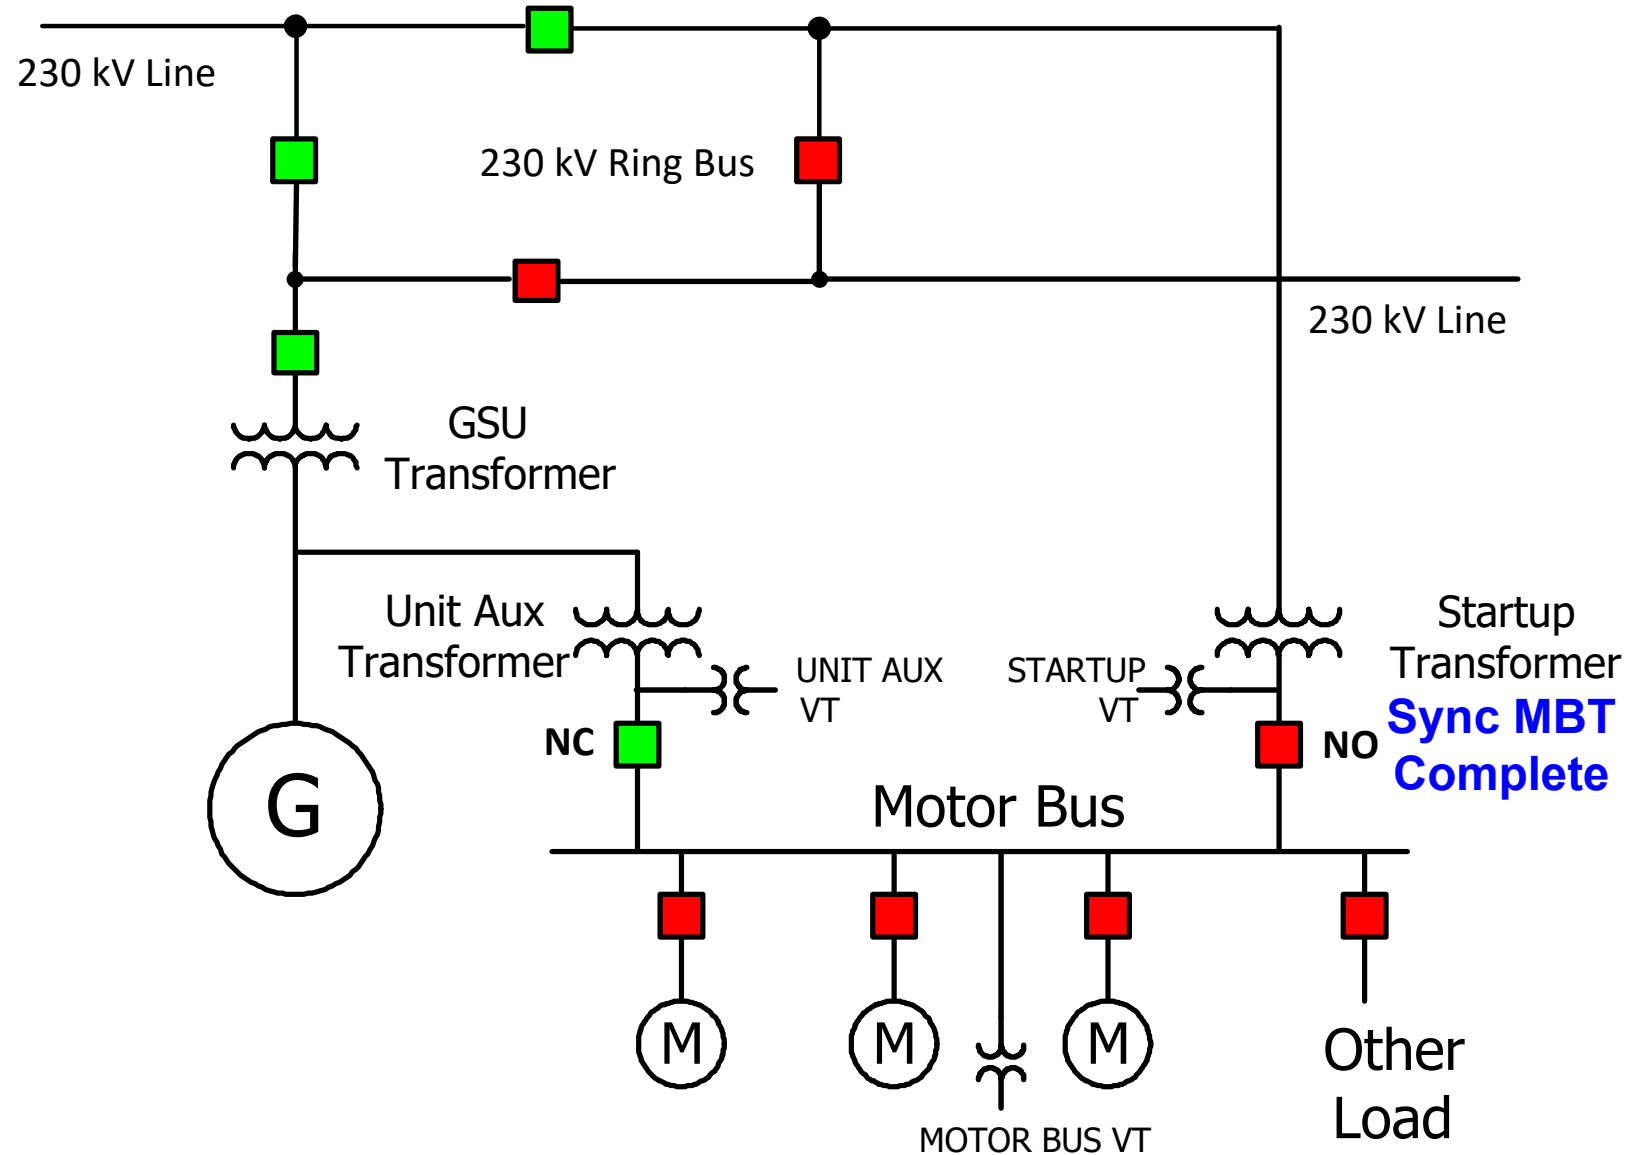 230 kV Line
230 kV Ring Bus
230 kV Line
GSU
Transformer
Unit Aux
Transformer
UNIT AUX
VT
STARTUP
VT
Startup
Transformer
Sync MBT
Complete
NC
NO
G
Motor Bus
M
M
M
Other
Load
MOTOR BUS VT